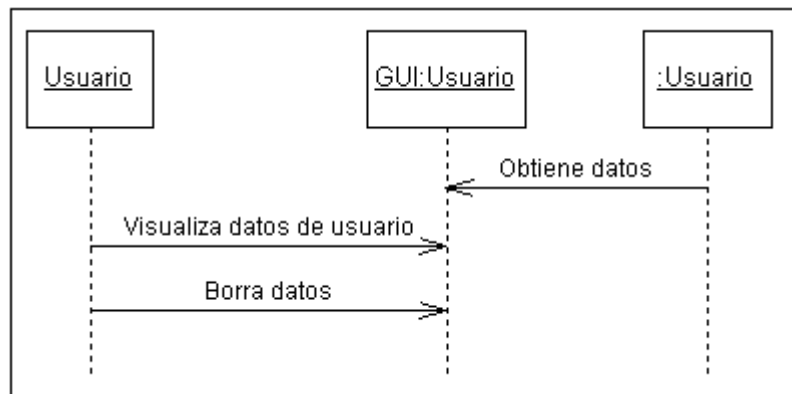 Usuario
GUI:Usuario
:Usuario
Obtiene datos
Visualiza datos de usuario
Borra datos